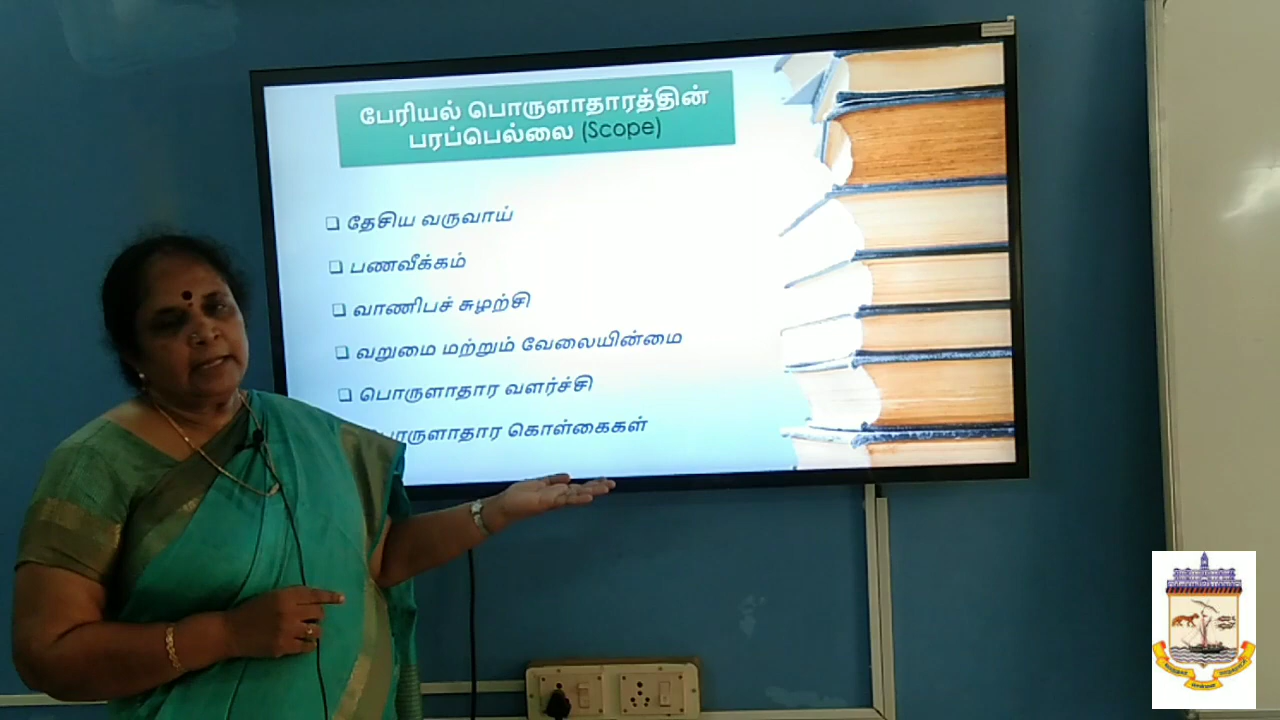 பேரியல் பொருளாதாரத்தின்
பரப்பெல்லை (Scope)
தேசிய வருவாய்
பணவீக்கம்
வாணிபச் சுழற்சி
வறுமை மற்றும் வேலையின்மை
பொருளாதார வளர்ச்சி
கொள்கைகள்